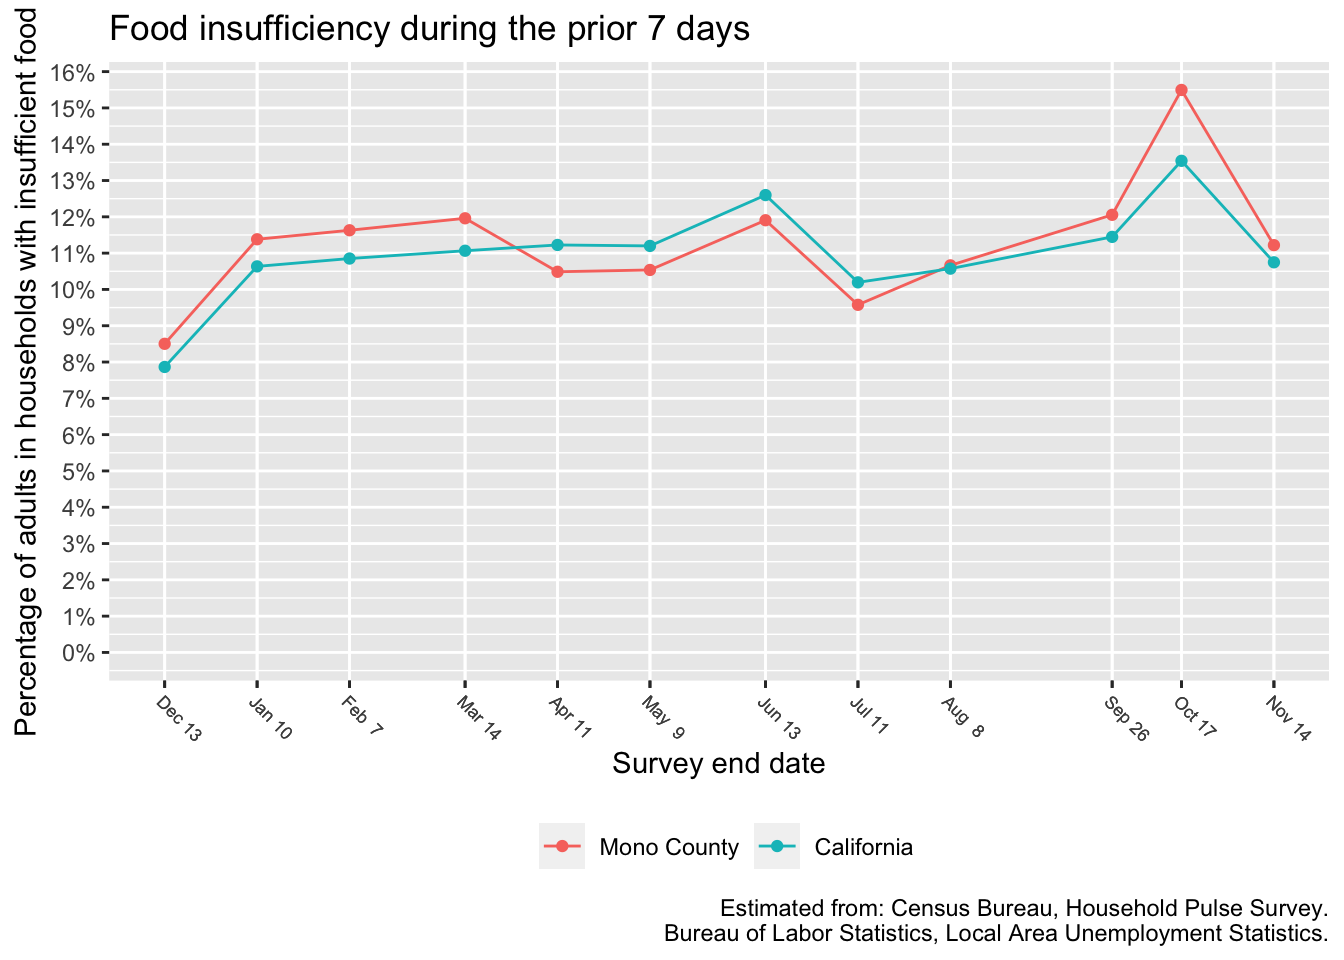 Food insufficiency during the prior 7 days
Percentage of adults in households with insufficient food
16%
15%
14%
13%
12%
11%
10%
9%
8%
7%
6%
5%
4%
3%
2%
1%
0%
Dec 13
Jan 10
Feb 7
Mar 14
Apr 11
May 9
Jun 13
Jul 11
Aug 8
Sep 26
Oct 17
Nov 14
Survey end date
Mono County
California
Estimated from: Census Bureau, Household Pulse Survey.
Bureau of Labor Statistics, Local Area Unemployment Statistics.